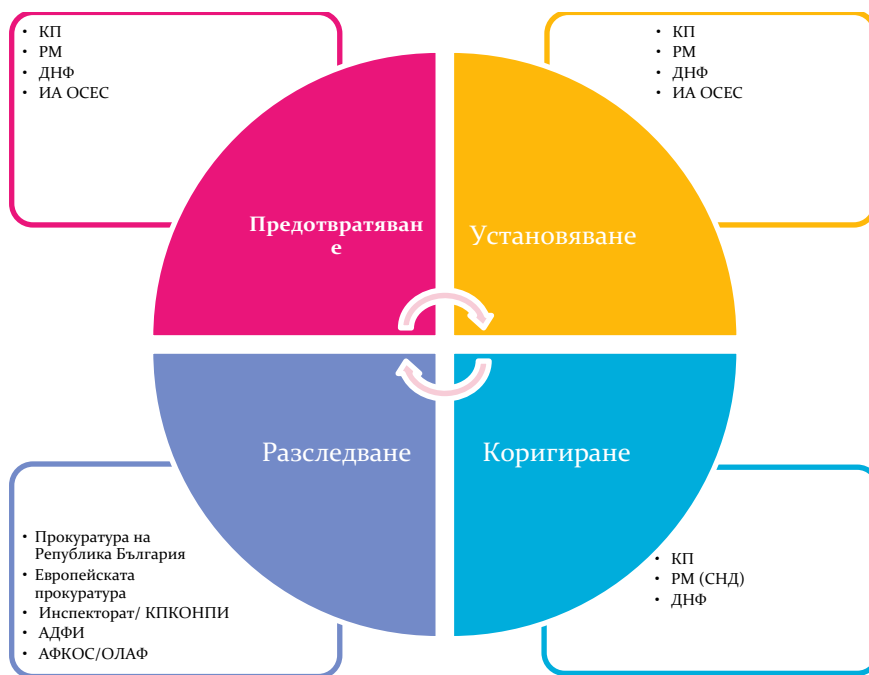 • КП
• РМ
• ДНФ
• ИА ОСЕС
• КП
• РМ
• ДНФ
• ИА ОСЕС
Предотвратяван
е
Установяване
Разследване
Коригиране
• Прокуратура на
Република България
• Европейската
прокуратура
• Инспекторат/ КПКОНПИ
• АДФИ
• АФКОС/ОЛАФ
• КП
• РМ (СНД)
• ДНФ